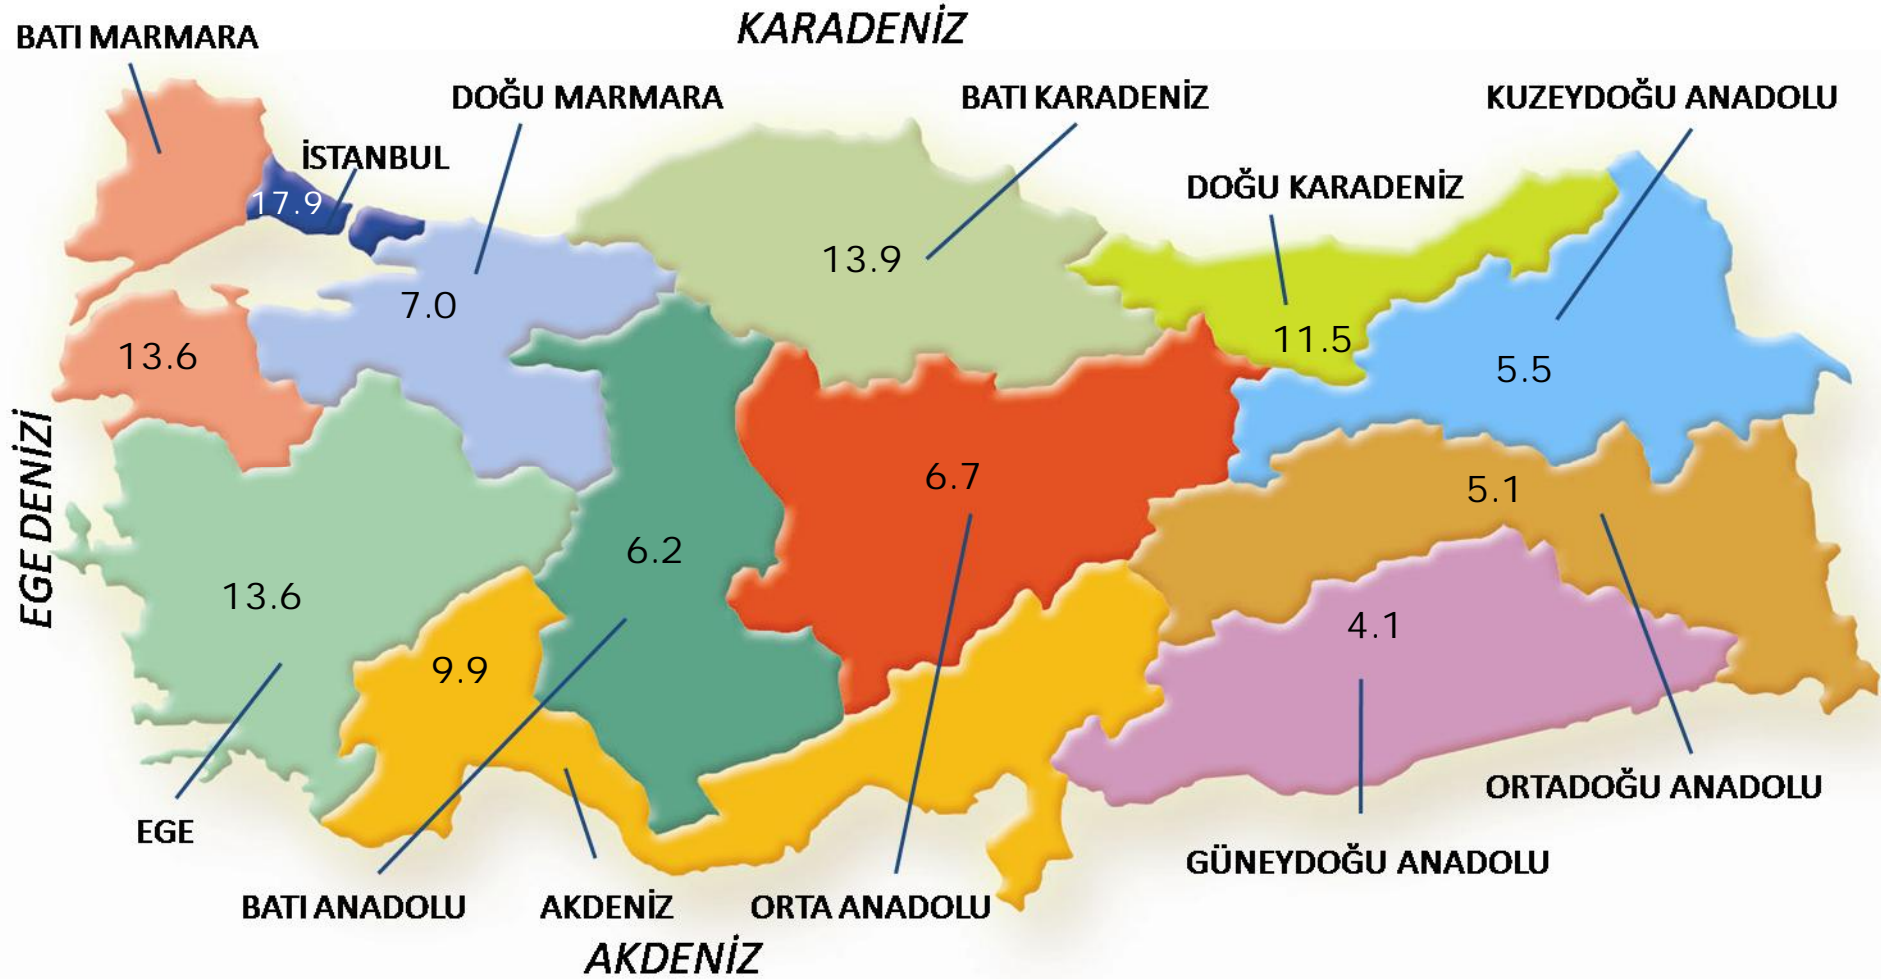 KARADENİZ
BATI MARMARA
DOĞU MARMARA
BATI KARADENİZ
KUZEYDOĞU ANADOLU
İSTANBUL
DOĞU KARADENİZ
17.9
13.9
7.0
11.5
13.6
5.5
EGE DENİZİ
6.7
5.1
6.2
13.6
4.1
9.9
ORTADOĞU ANADOLU
EGE
GÜNEYDOĞU ANADOLU
BATI ANADOLU
AKDENİZ
ORTA ANADOLU
AKDENİZ